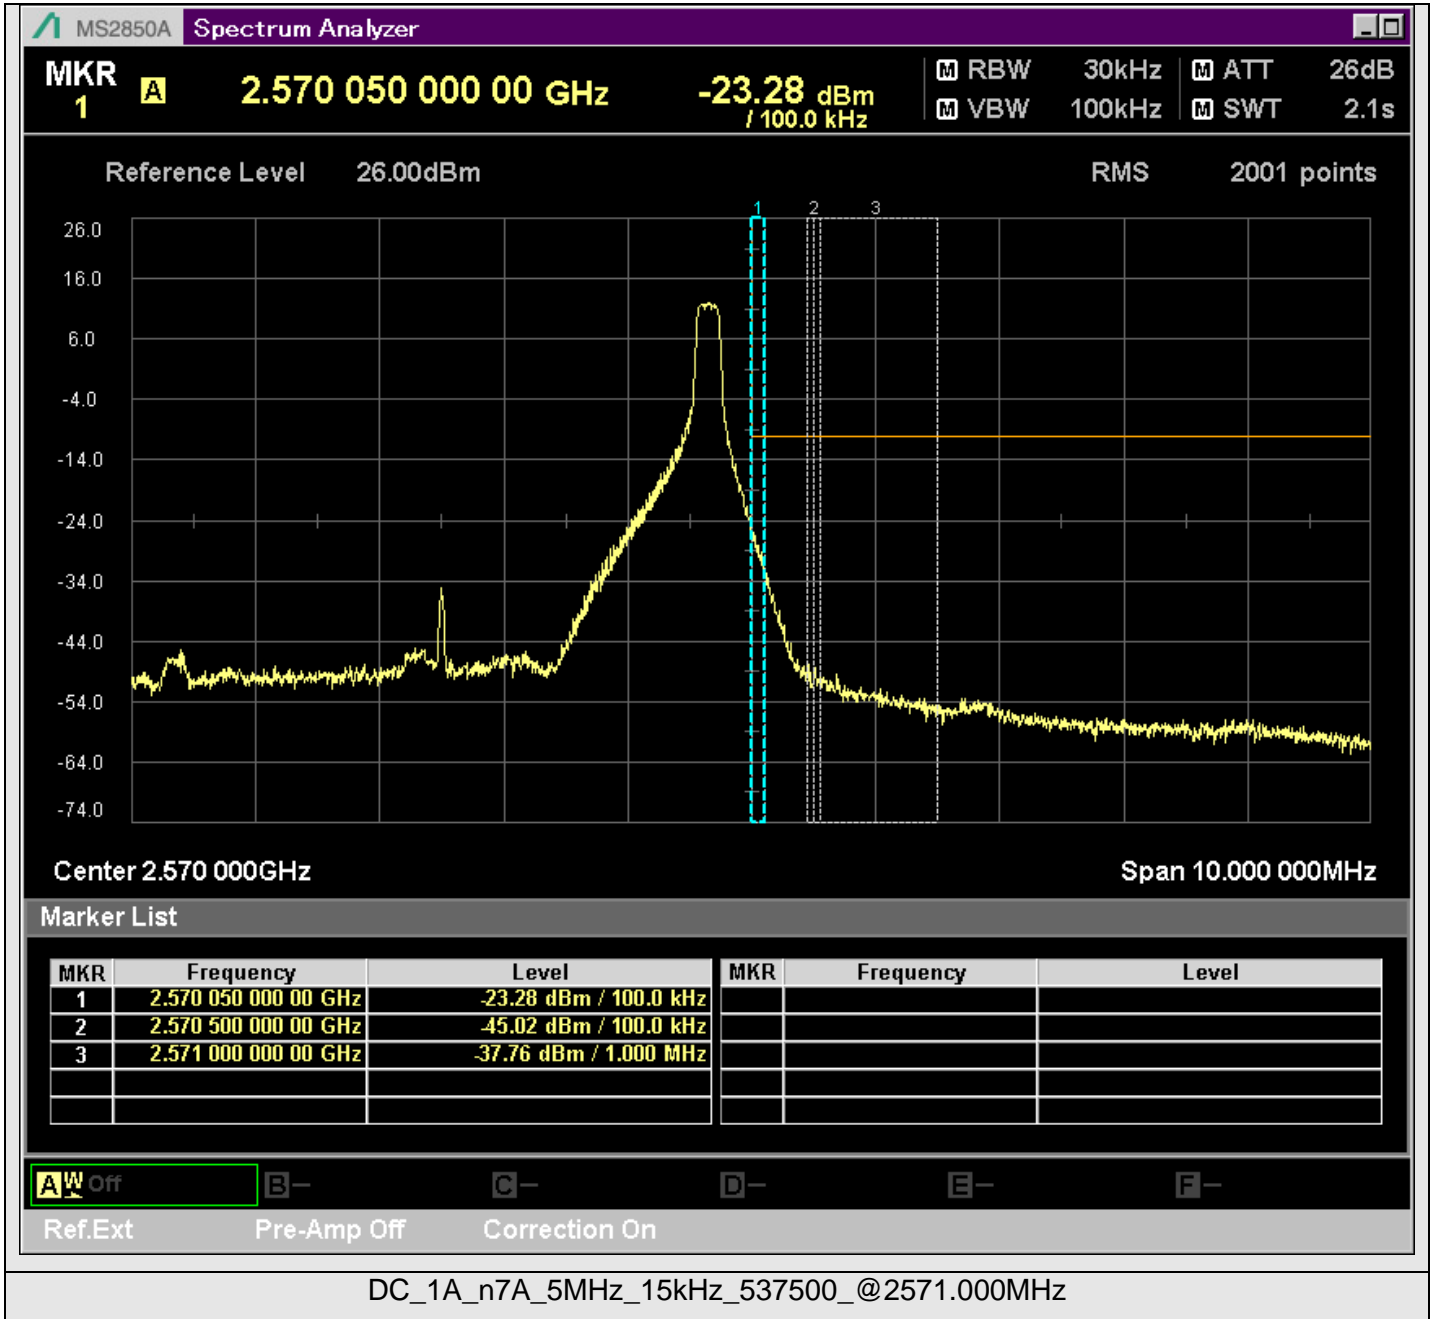 MS2850A Spectrum Analyzer
MKR 1 A 2.570 050 000 00 GHz -23.28 dBm / 100.0 kHz
M RBW 30kHz M ATT 26dB
M VBW 100kHz M SWT 2.1s
Reference Level 26.00dBm RMS 2001 points
1 2 3
26.0
16.0
6.0
-4.0
-14.0
-24.0
-34.0
-44.0
-54.0
-64.0
-74.0
Center 2.570 000GHz Span 10.000 000MHz
Marker List
MKR Frequency Level MKR Frequency Level
1 2.570 050 000 00 GHz -23.28 dBm / 100.0 kHz
2 2.570 500 000 00 GHz -45.02 dBm / 100.0 kHz
3 2.571 000 000 00 GHz -37.76 dBm / 1.000 MHz
A W Off B - C - D - E - F -
Ref.Ext Pre-Amp Off Correction On
DC_1A_n7A_5MHz_15kHz_537500_@2571.000MHz